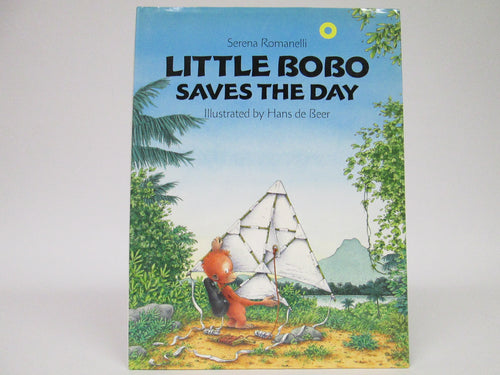 Serena Romanelli
LITTLE BOBO
SAVES THE DAY
Illustrated by Hans de Beer